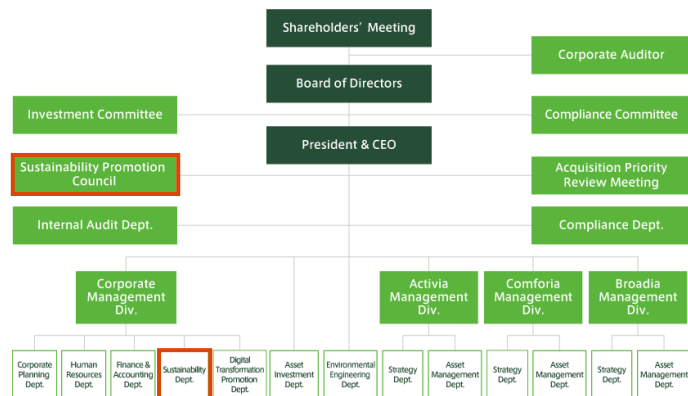 Shareholders' Meeting
Corporate Auditor
Board of Directors
Investment Committee
Compliance Committee
President & CEO
Sustainability Promotion
Council
Acquisition Priority
Review Meeting
Internal Audit Dept.
Compliance Dept.
Corporate
Management
Div.
Activia
Management
Div.
Comforia
Management
Div.
Broadia
Management
Div.
Corporate
Planning
Dept.
Human
Resources
Dept.
Finance &
Accounting
Dept.
Sustainability
Dept.
Digital
Transformation
Promotion
Dept.
Asset
Investment
Dept.
Environmental
Engineering
Dept.
Strategy
Dept.
Asset
Management
Dept.
Strategy
Dept.
Asset
Management
Dept.
Strategy
Dept.
Asset
Management
Dept.